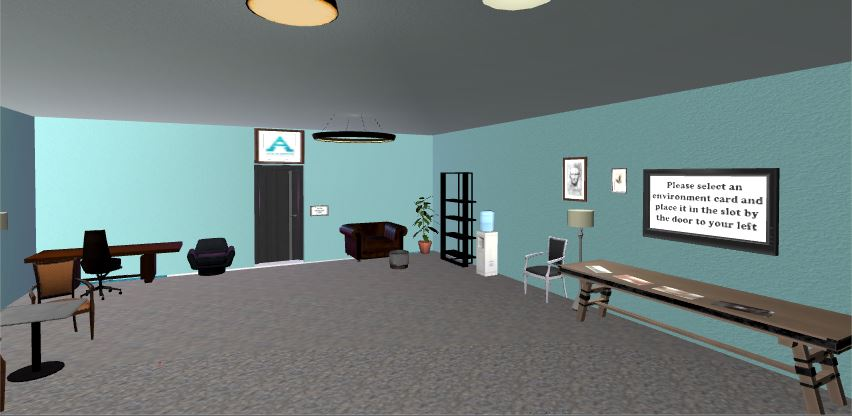 A
Please select an
environment card and
place it in the slot by
the door to your left